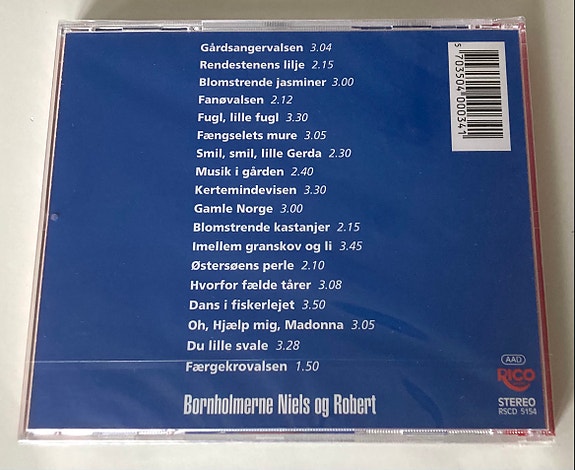 Gårdsangervalsen 3.04
Rendestenens lilje 2.15
Blomstrende jasminer 3.00
Fanøvalsen 2.12
Fugl, lille fugl 3.30
Fængselets mure 3.05
Smil, smil, lille Gerda 2.30
Musik i gården 2.40
Kertemindevisen 3.30
Gamle Norge 3.00
Blomstrende kastanjer 2.15
Imellem granskov og li 3.45
Østersøens perle 2.10
Hvorfor fælde tårer 3.08
Dans i fiskerlejet 3.50
Oh, Hjælp mig, Madonna 3.05
Du lille svale 3.28
Færgekrovalsen 1.50
Bornholmerne Niels og Robert
5 703504 000341
AAD
RICO
STEREO
RSCD 5154